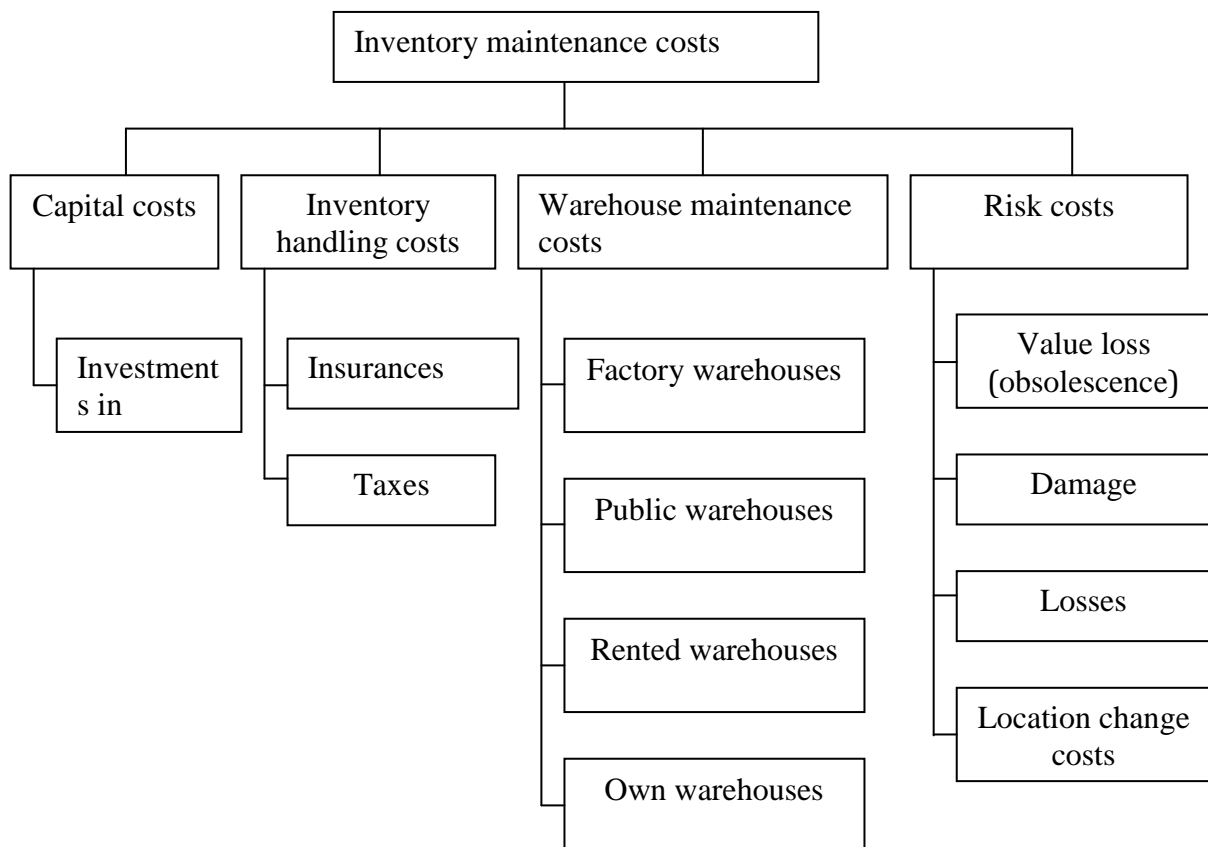 Inventory maintenance costs
Capital costs
Inventory
handling costs
Warehouse maintenance
costs
Risk costs
Investment
s in
Insurances
Taxes
Factory warehouses
Public warehouses
Rented warehouses
Own warehouses
Value loss
(obsolescence)
Damage
Losses
Location change
costs